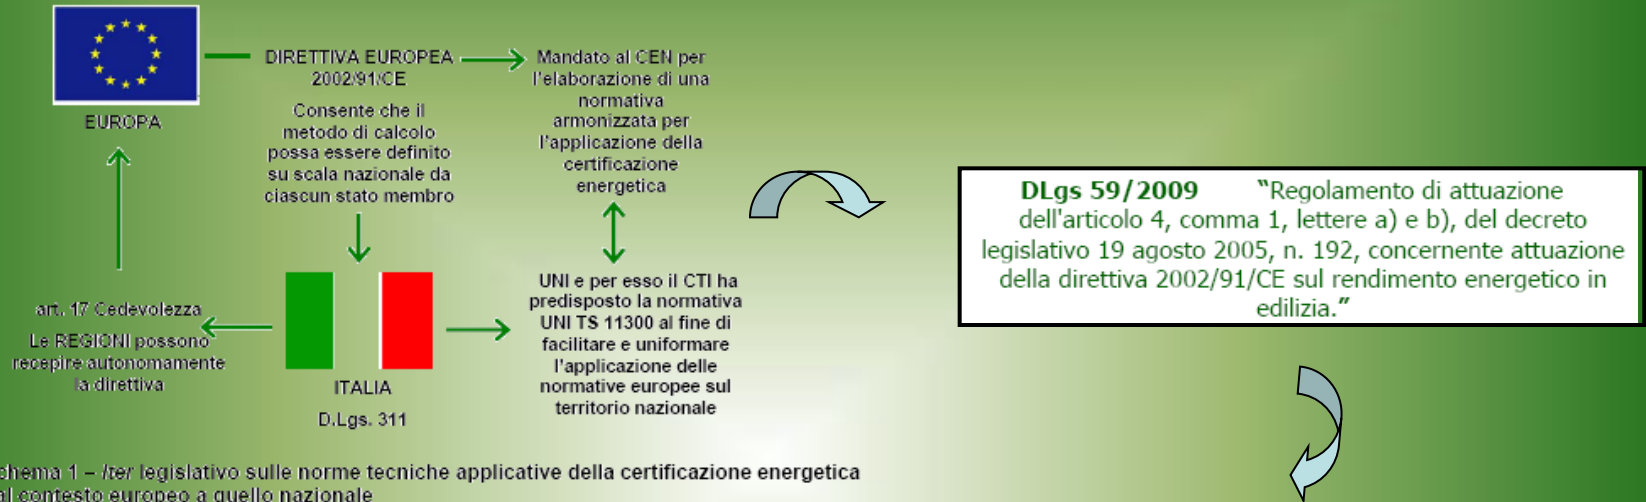 EUROPA
DIRETTIVA EUROPEA
2002/91/CE
Consente che il
metodo di calcolo
possa essere definito
su scala nazionale da
ciascun stato membro
Mandato al CEN per
l'elaborazione di una
normativa
armonizzata per
l'applicazione della
certificazione
energetica
art. 17 Cedevolezza
Le REGIONI possono
recepire autonomamente
la direttiva
ITALIA
D.Lgs. 311
UNI e per esso il CTI ha
predisposto la normativa
UNI TS 11300 al fine di
facilitare e uniformare
l'applicazione delle
normative europee sul
territorio nazionale
DLgs 59/2009 "Regolamento di attuazione
dell'articolo 4, comma 1, lettere a) e b), del decreto
legislativo 19 agosto 2005, n. 192, concernente attuazione
della direttiva 2002/91/CE sul rendimento energetico in
edilizia."
chema 1 – Iter legislativo sulle norme tecniche applicative della certificazione energetica
al contesto europeo a quello nazionale